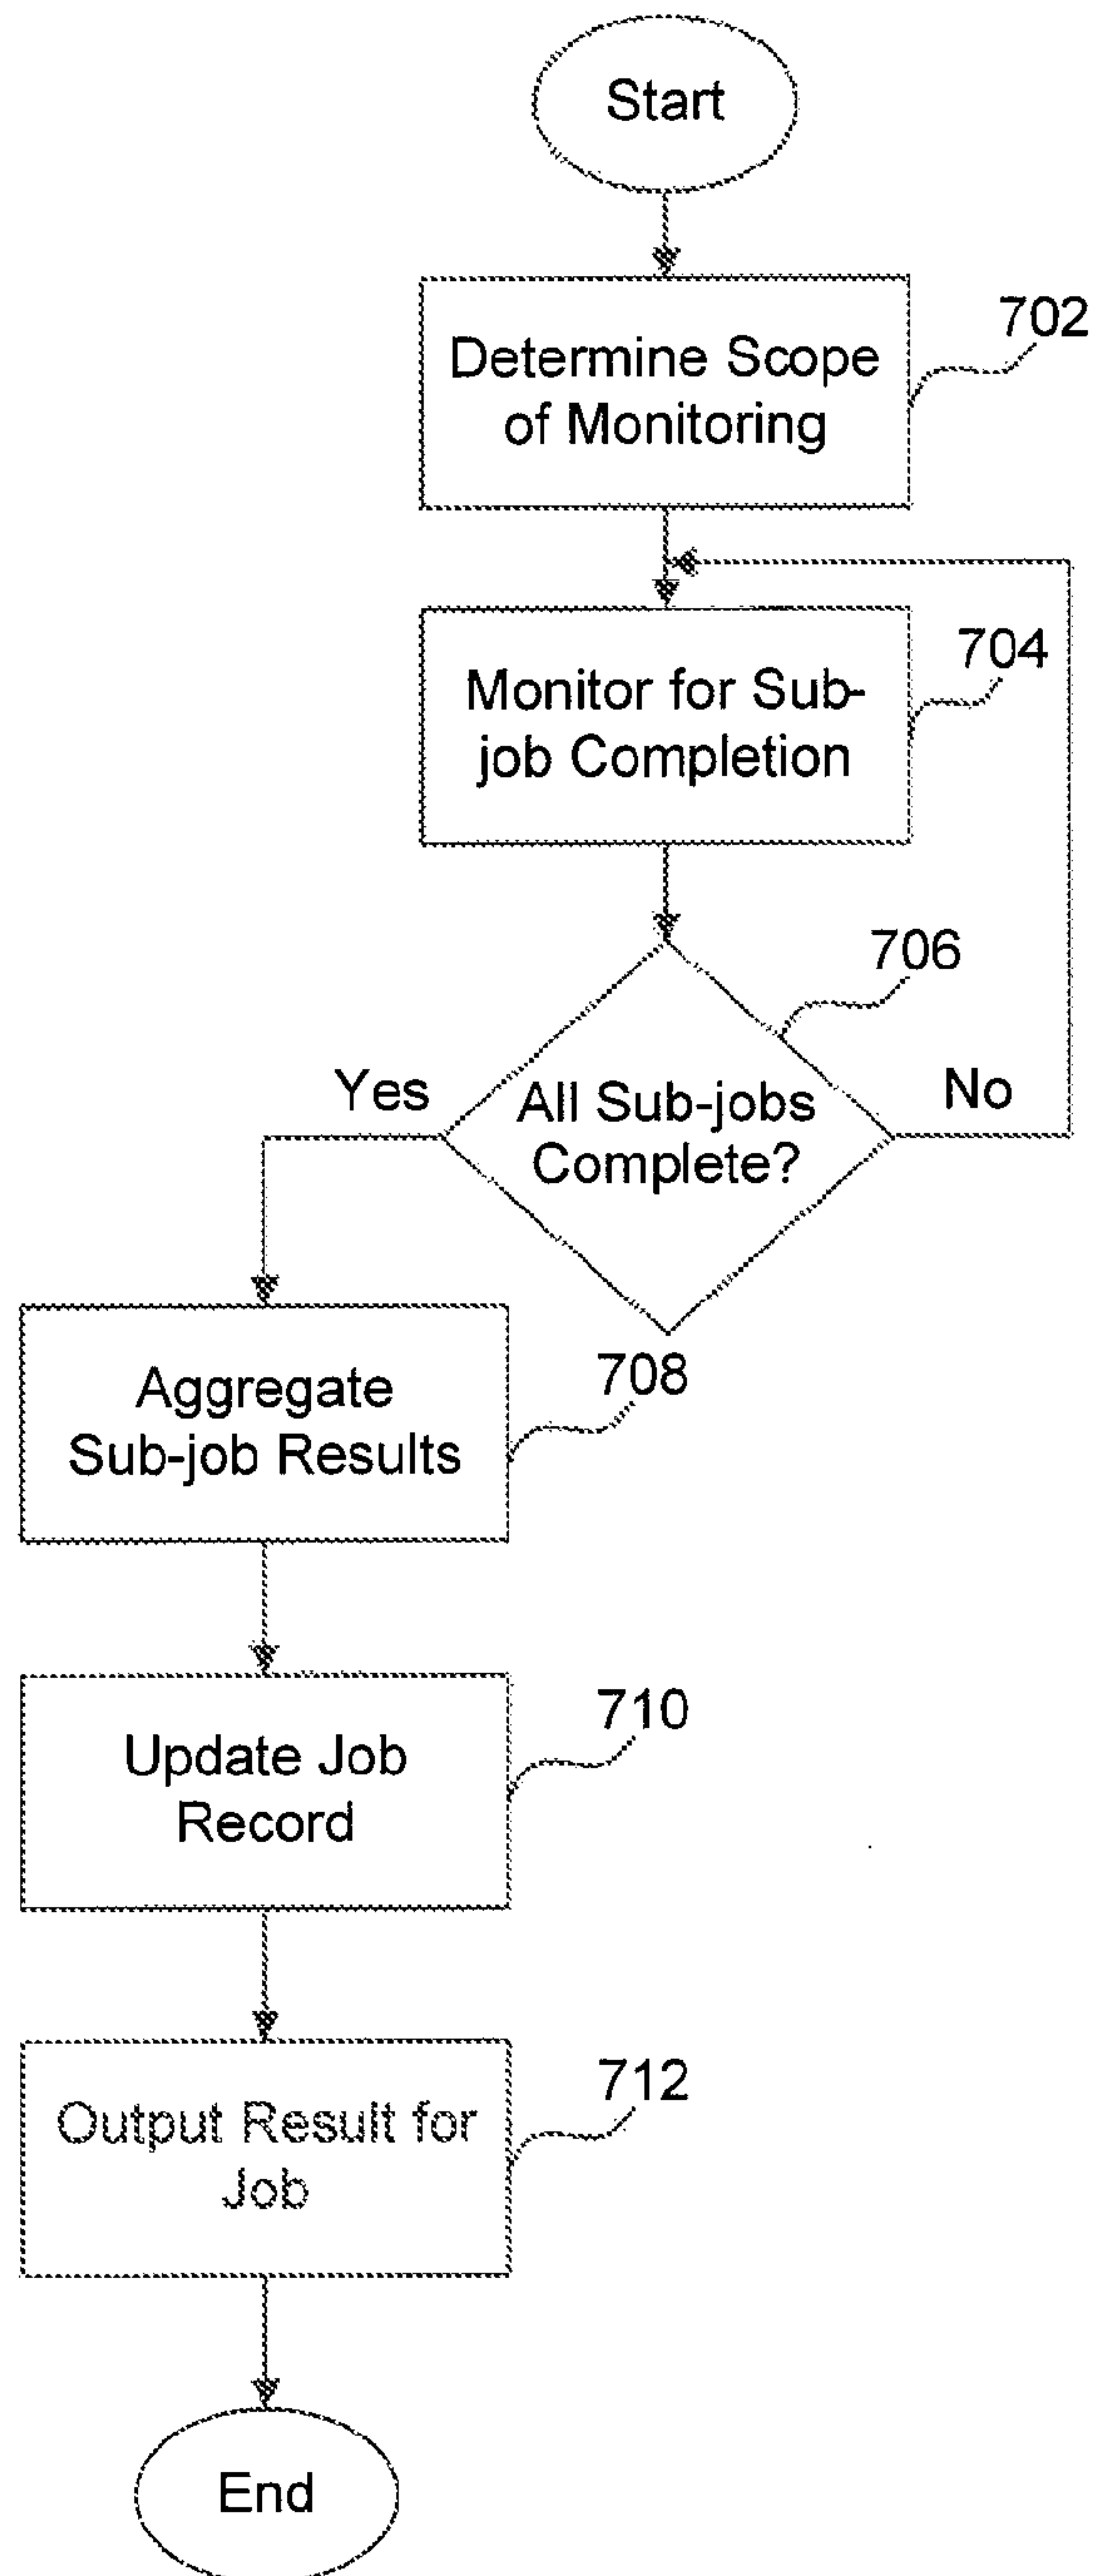 Start
702
Determine Scope
of Monitoring
704
Monitor for Sub-
job Completion
706
Yes
All Sub-jobs
Complete?
No
708
Aggregate
Sub-job Results
710
Update Job
Record
712
Output Result for
Job
End